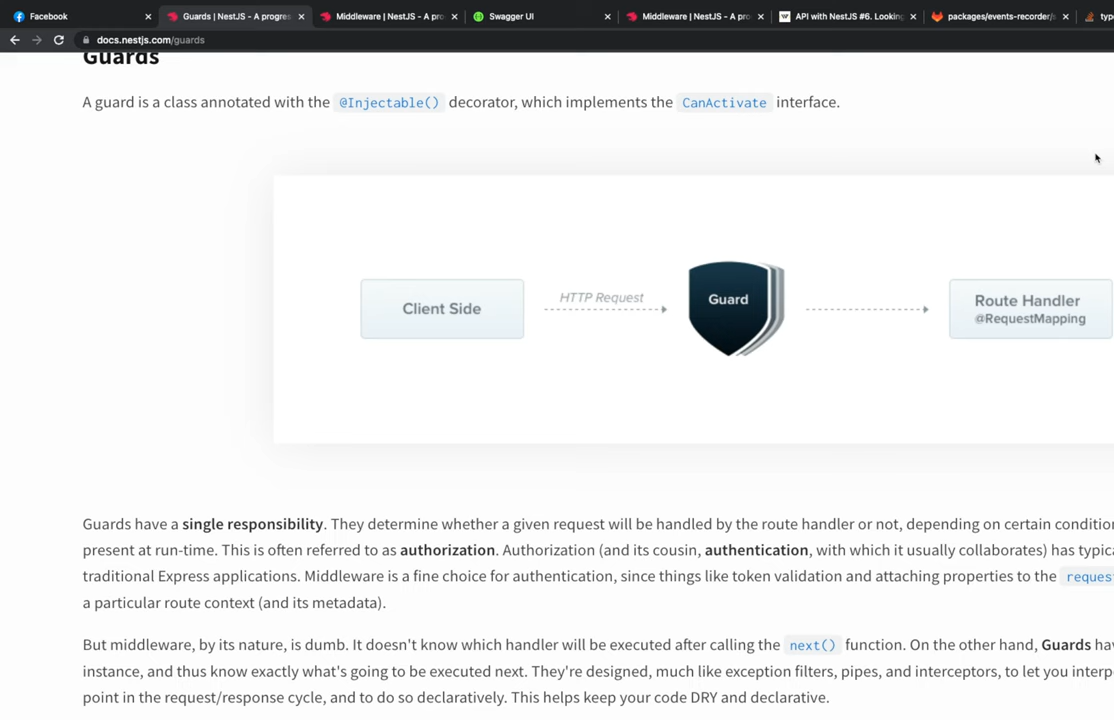 Facebook
Guards | NestJS - A progres
Middleware | NestJS - A pro
Swagger UI
Middleware | NestJS - A pro
API with NestJS #6. Looking
packages/events-recorder/s
docs.nestjs.com/guards
Guards
A guard is a class annotated with the @Injectable() decorator, which implements the CanActivate interface.
Client Side
HTTP Request
Guard
Route Handler
@RequestMapping
Guards have a single responsibility. They determine whether a given request will be handled by the route handler or not, depending on certain condition
present at run-time. This is often referred to as authorization. Authorization (and its cousin, authentication, with which it usually collaborates) has typic
traditional Express applications. Middleware is a fine choice for authentication, since things like token validation and attaching properties to the reques
a particular route context (and its metadata).
But middleware, by its nature, is dumb. It doesn't know which handler will be executed after calling the next() function. On the other hand, Guards hav
instance, and thus know exactly what's going to be executed next. They're designed, much like exception filters, pipes, and interceptors, to let you interp
point in the request/response cycle, and to do so declaratively. This helps keep your code DRY and declarative.